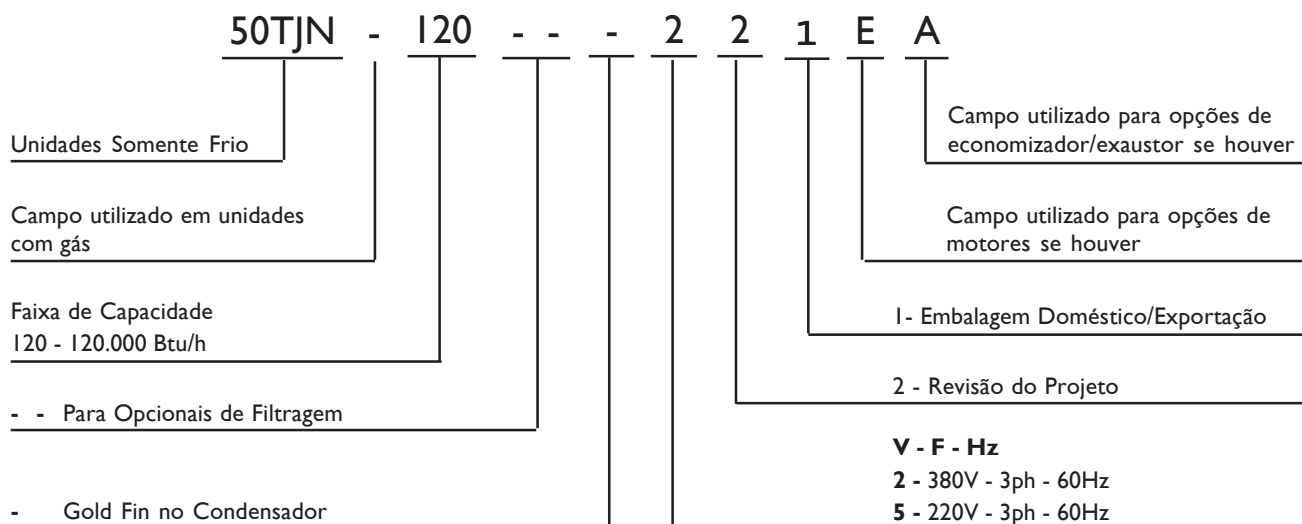 50TJN - 120 - - - 2 2 1 E A
Unidades Somente Frio
Campo utilizado em unidades
com gás
Faixa de Capacidade
120 - 120.000 Btu/h
- - Para Opcionais de Filtragem
- Gold Fin no Condensador
Campo utilizado para opções de
economizador/exaustor se houver
Campo utilizado para opções de
motores se houver
1- Embalagem Doméstico/Exportação
2 - Revisão do Projeto
V - F - Hz
2 - 380V - 3ph - 60Hz
5 - 220V - 3ph - 60Hz